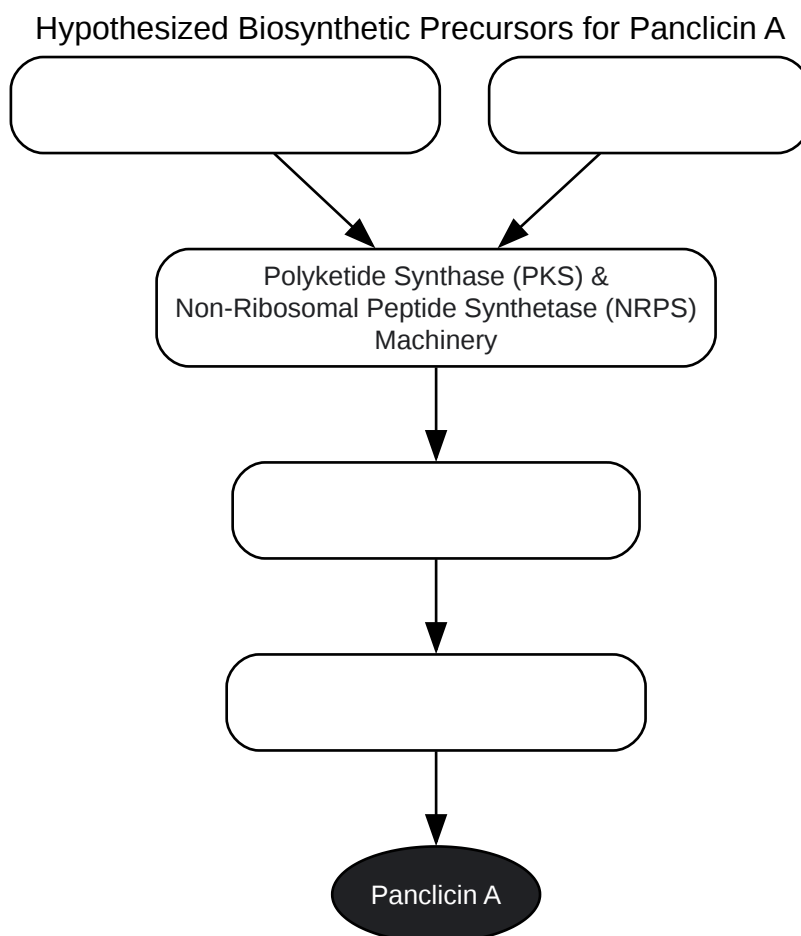 Hypothesized Biosynthetic Precursors for Panclicin A
Polyketide Synthase (PKS) &
Non-Ribosomal Peptide Synthetase (NRPS)
Machinery
Panclicin A